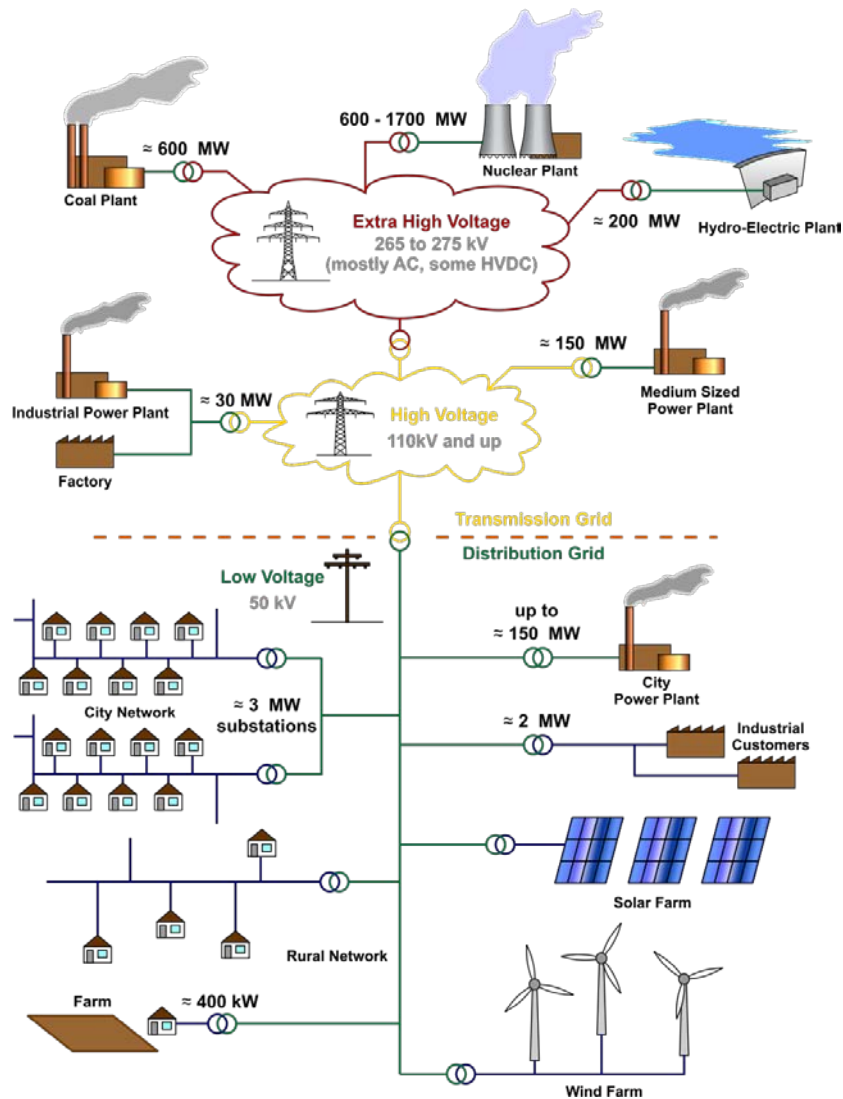 ≈ 600 MW
Coal Plant
600 - 1700 MW
Nuclear Plant
≈ 200 MW
Hydro-Electric Plant
Extra High Voltage
265 to 275 kV
(mostly AC, some HVDC)
Industrial Power Plant
≈ 30 MW
Factory
High Voltage
110kV and up
≈ 150 MW
Medium Sized
Power Plant
Transmission Grid
Distribution Grid
Low Voltage
50 kV
up to
≈ 150 MW
City
Power Plant
City Network
≈ 3 MW
substations
≈ 2 MW
Industrial
Customers
Solar Farm
Rural Network
Farm
≈ 400 kW
Wind Farm